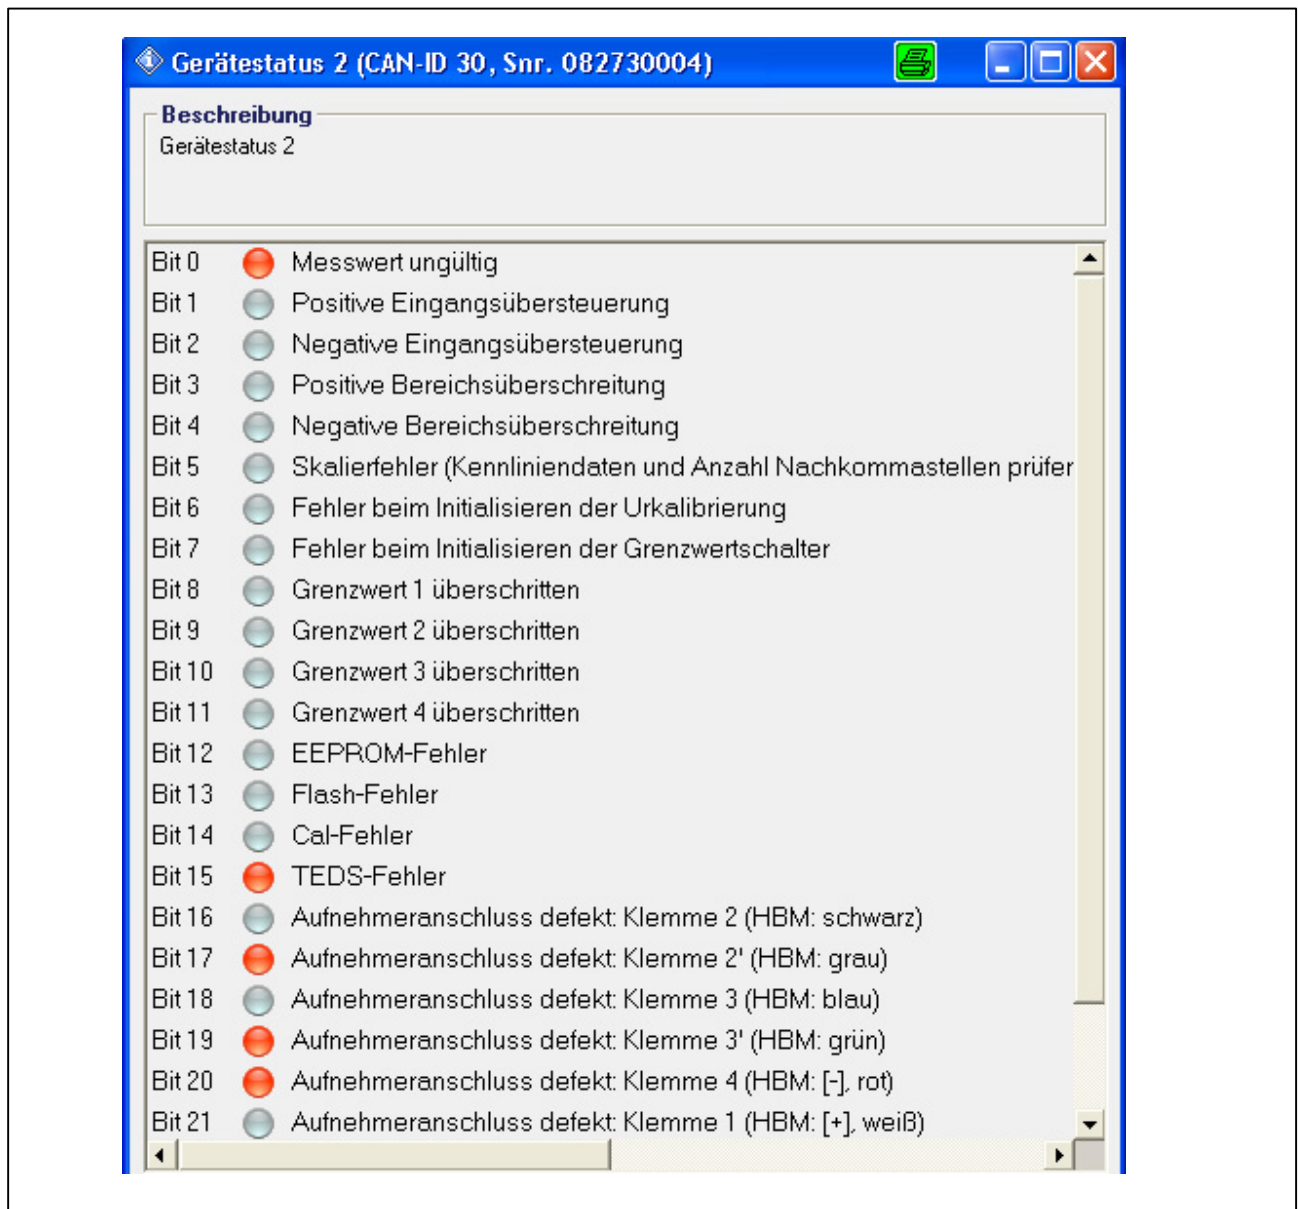 Gerätestatus 2 (CAN-ID 30, Snr. 082730004)
Beschreibung
Gerätestatus 2
Bit 0 Messwert ungültig
Bit 1 Positive Eingangsübersteuerung
Bit 2 Negative Eingangsübersteuerung
Bit 3 Positive Bereichsüberschreitung
Bit 4 Negative Bereichsüberschreitung
Bit 5 Skalierfehler (Kennliniendaten und Anzahl Nachkommastellen prüfer
Bit 6 Fehler beim Initialisieren der Urkalibrierung
Bit 7 Fehler beim Initialisieren der Grenzwertschalter
Bit 8 Grenzwert 1 überschritten
Bit 9 Grenzwert 2 überschritten
Bit 10 Grenzwert 3 überschritten
Bit 11 Grenzwert 4 überschritten
Bit 12 EEPROM-Fehler
Bit 13 Flash-Fehler
Bit 14 Cal-Fehler
Bit 15 TEDS-Fehler
Bit 16 Aufnehmeranschluss defekt: Klemme 2 (HBM: schwarz)
Bit 17 Aufnehmeranschluss defekt: Klemme 2' (HBM: grau)
Bit 18 Aufnehmeranschluss defekt: Klemme 3 (HBM: blau)
Bit 19 Aufnehmeranschluss defekt: Klemme 3' (HBM: grün)
Bit 20 Aufnehmeranschluss defekt: Klemme 4 (HBM: [-], rot)
Bit 21 Aufnehmeranschluss defekt: Klemme 1 (HBM: [+], weiß)